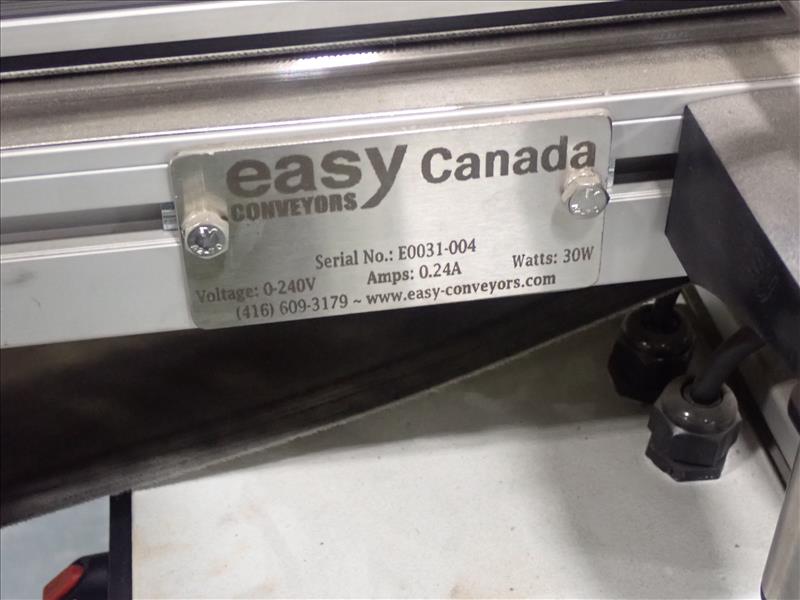 easy Canada
CONVEYORS
Serial No.: E0031-004
Voltage: 0-240V Amps: 0.24A Watts: 30W
(416) 609-3179 ~ www.easy-conveyors.com